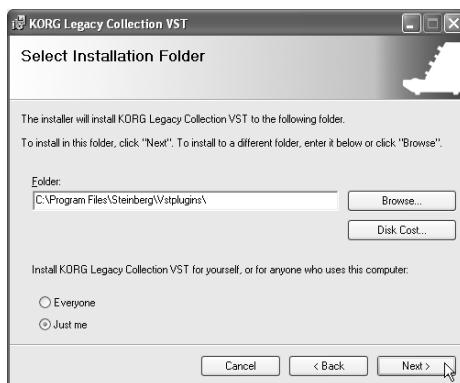 KORG Legacy Collection VST
Select Installation Folder
The installer will install KORG Legacy Collection VST to the following folder.
To install in this folder, click "Next". To install to a different folder, enter it below or click "Browse".
Folder:
C:\Program Files\Steinberg\Vstplugins\
Browse...
Disk Cost...
Install KORG Legacy Collection VST for yourself, or for anyone who uses this computer:
Everyone
Just me
Cancel
< Back
Next >